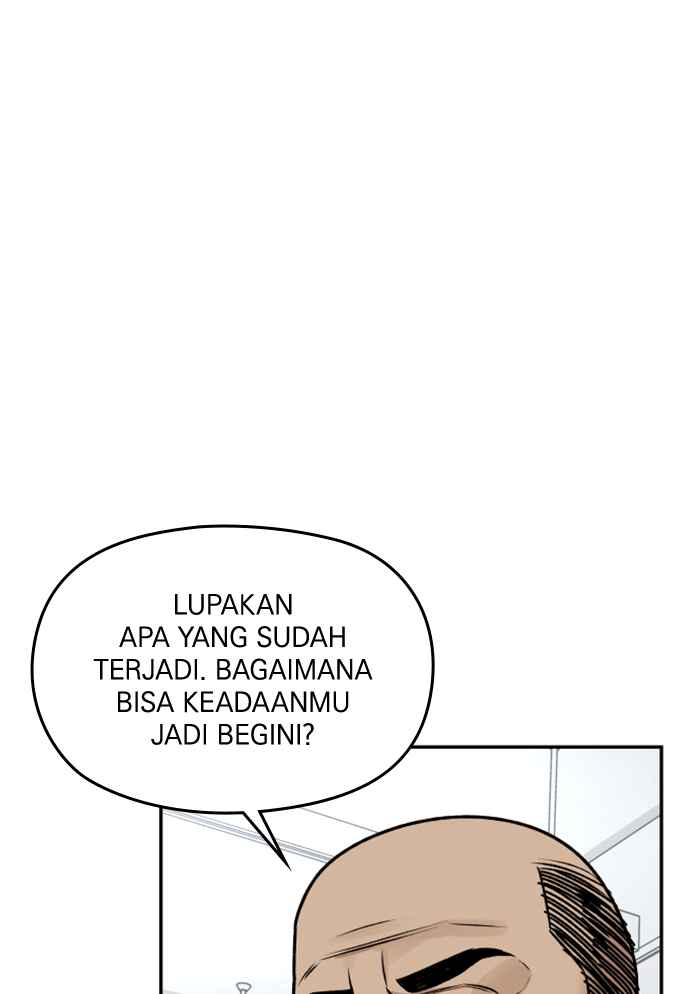 LUPAKAN
APA YANG SUDAH
TERJADI. BAGAIMANA
BISA KEADAANMU
JADI BEGINI?